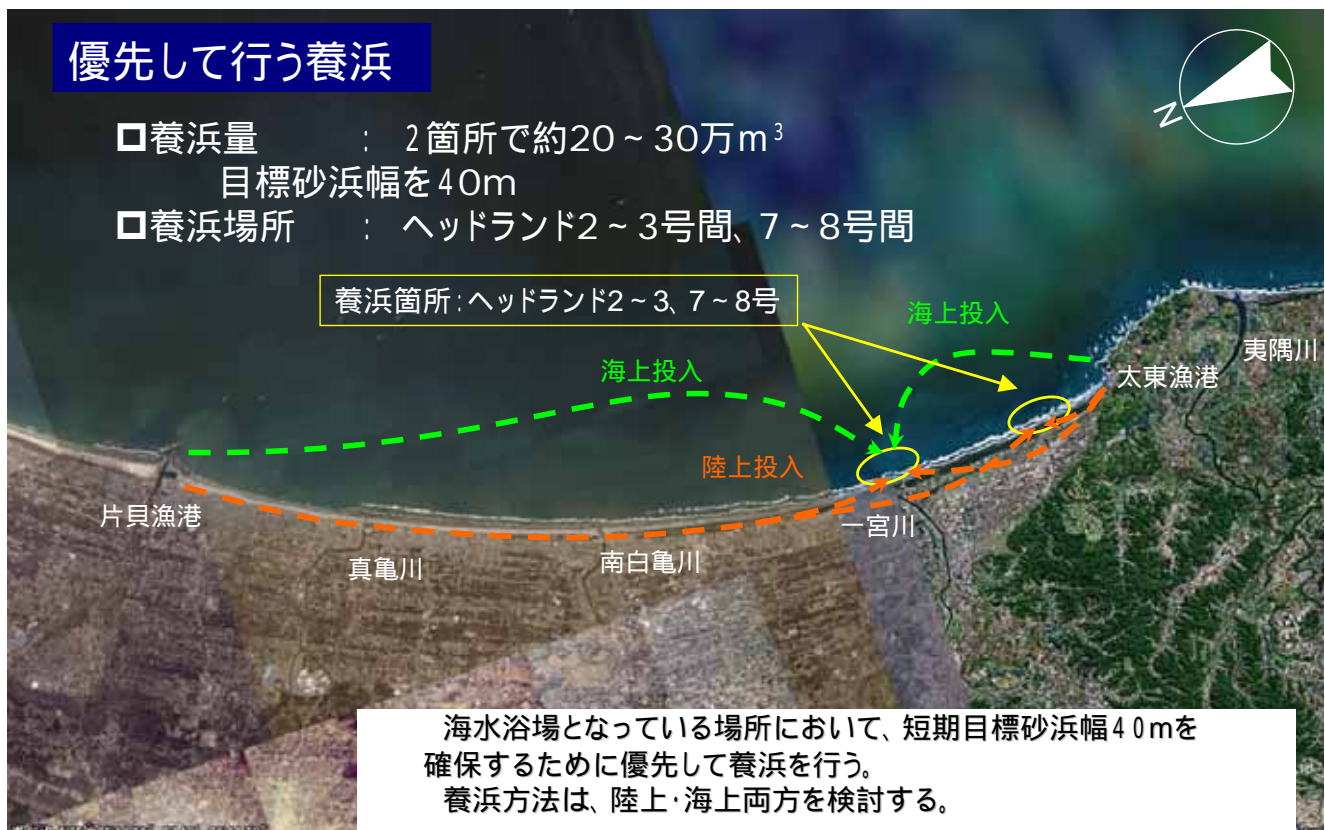 優先して行う養浜
N
□養浜量 : 2箇所で約20~30万m³
目標砂浜幅を40m
□養浜場所 : ヘッドランド2~3号間、7~8号間
養浜箇所:ヘッドランド2~3、7~8号
海上投入
海上投入
夷隅川
太東漁港
陸上投入
片貝漁港
一宮川
真亀川
南白亀川
海水浴場となっている場所において、短期目標砂浜幅40mを
確保するために優先して養浜を行う。
養浜方法は、陸上・海上両方を検討する。